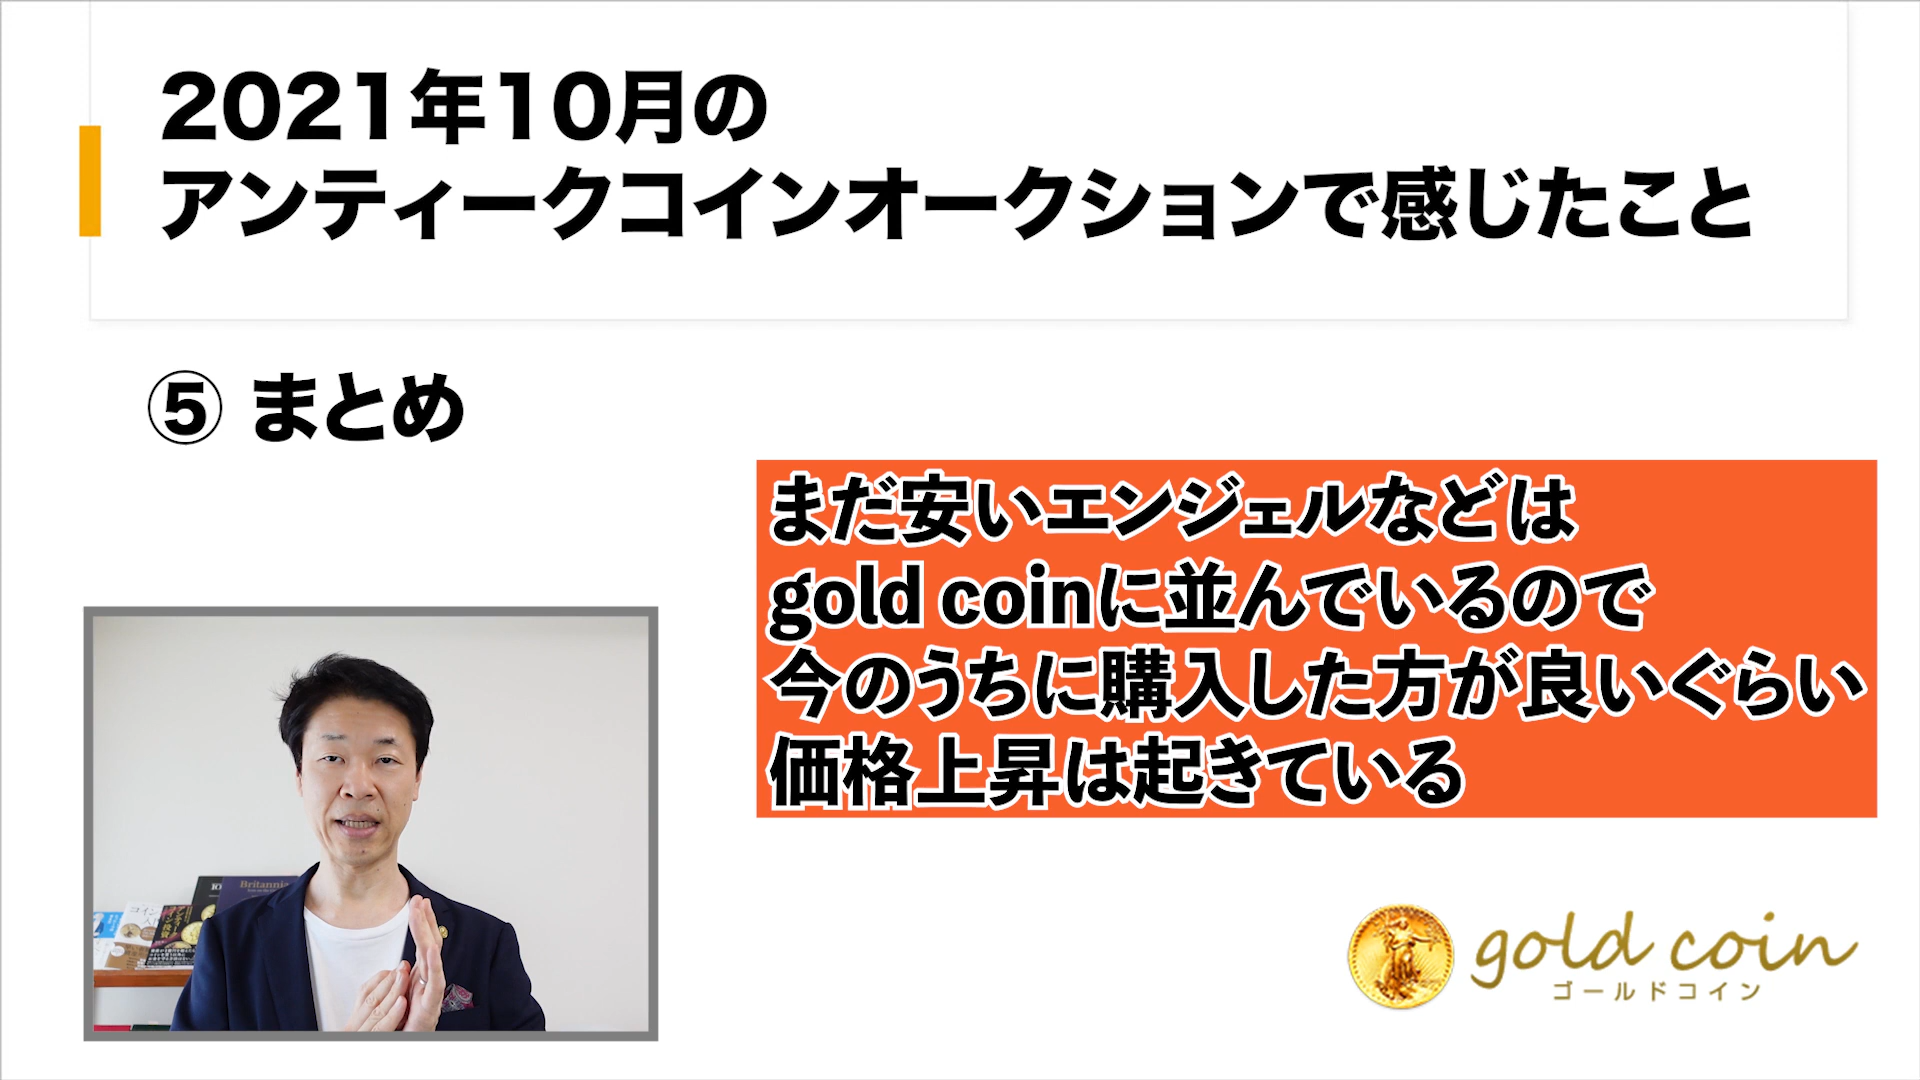 2021年10月の
アンティークコインオークションで感じたこと
⑤ まとめ
まだ安いエンジェルなどは
gold coinに並んでいるので
今のうちに購入した方が良いぐらい
価格上昇は起きている
Britannia
gold coin
ゴールドコイン